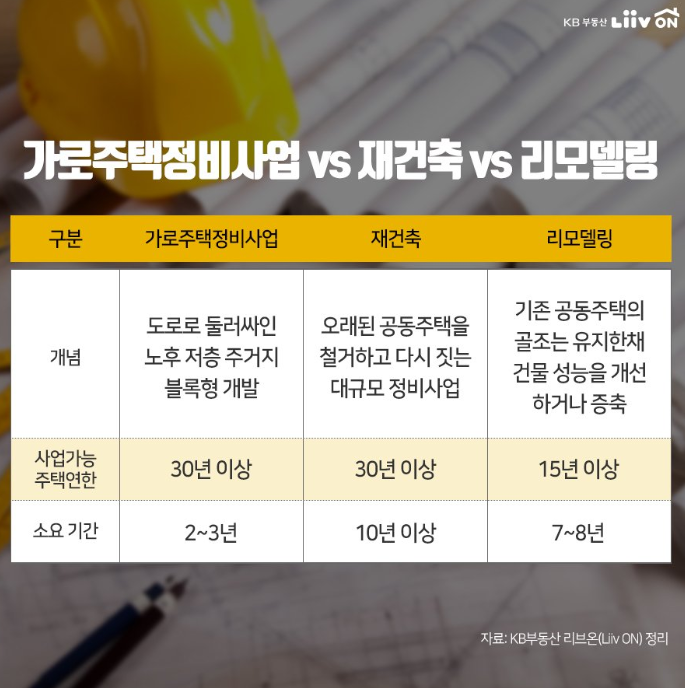 KB 부동산 Liiv ON
가로주택정비사업 vs 재건축 vs 리모델링
구분 가로주택정비사업 재건축 리모델링
개념
도로로 둘러싸인
노후 저층 주거지
블록형 개발
오래된 공동주택을
철거하고 다시 짓는
대규모 정비사업
기존 공동주택의
골조는 유지한채
건물 성능을 개선
하거나 증축
사업가능
주택연한
30년 이상 30년 이상 15년 이상
소요 기간 2~3년 10년 이상 7~8년
자료: KB부동산 리브온(Liiv ON) 정리